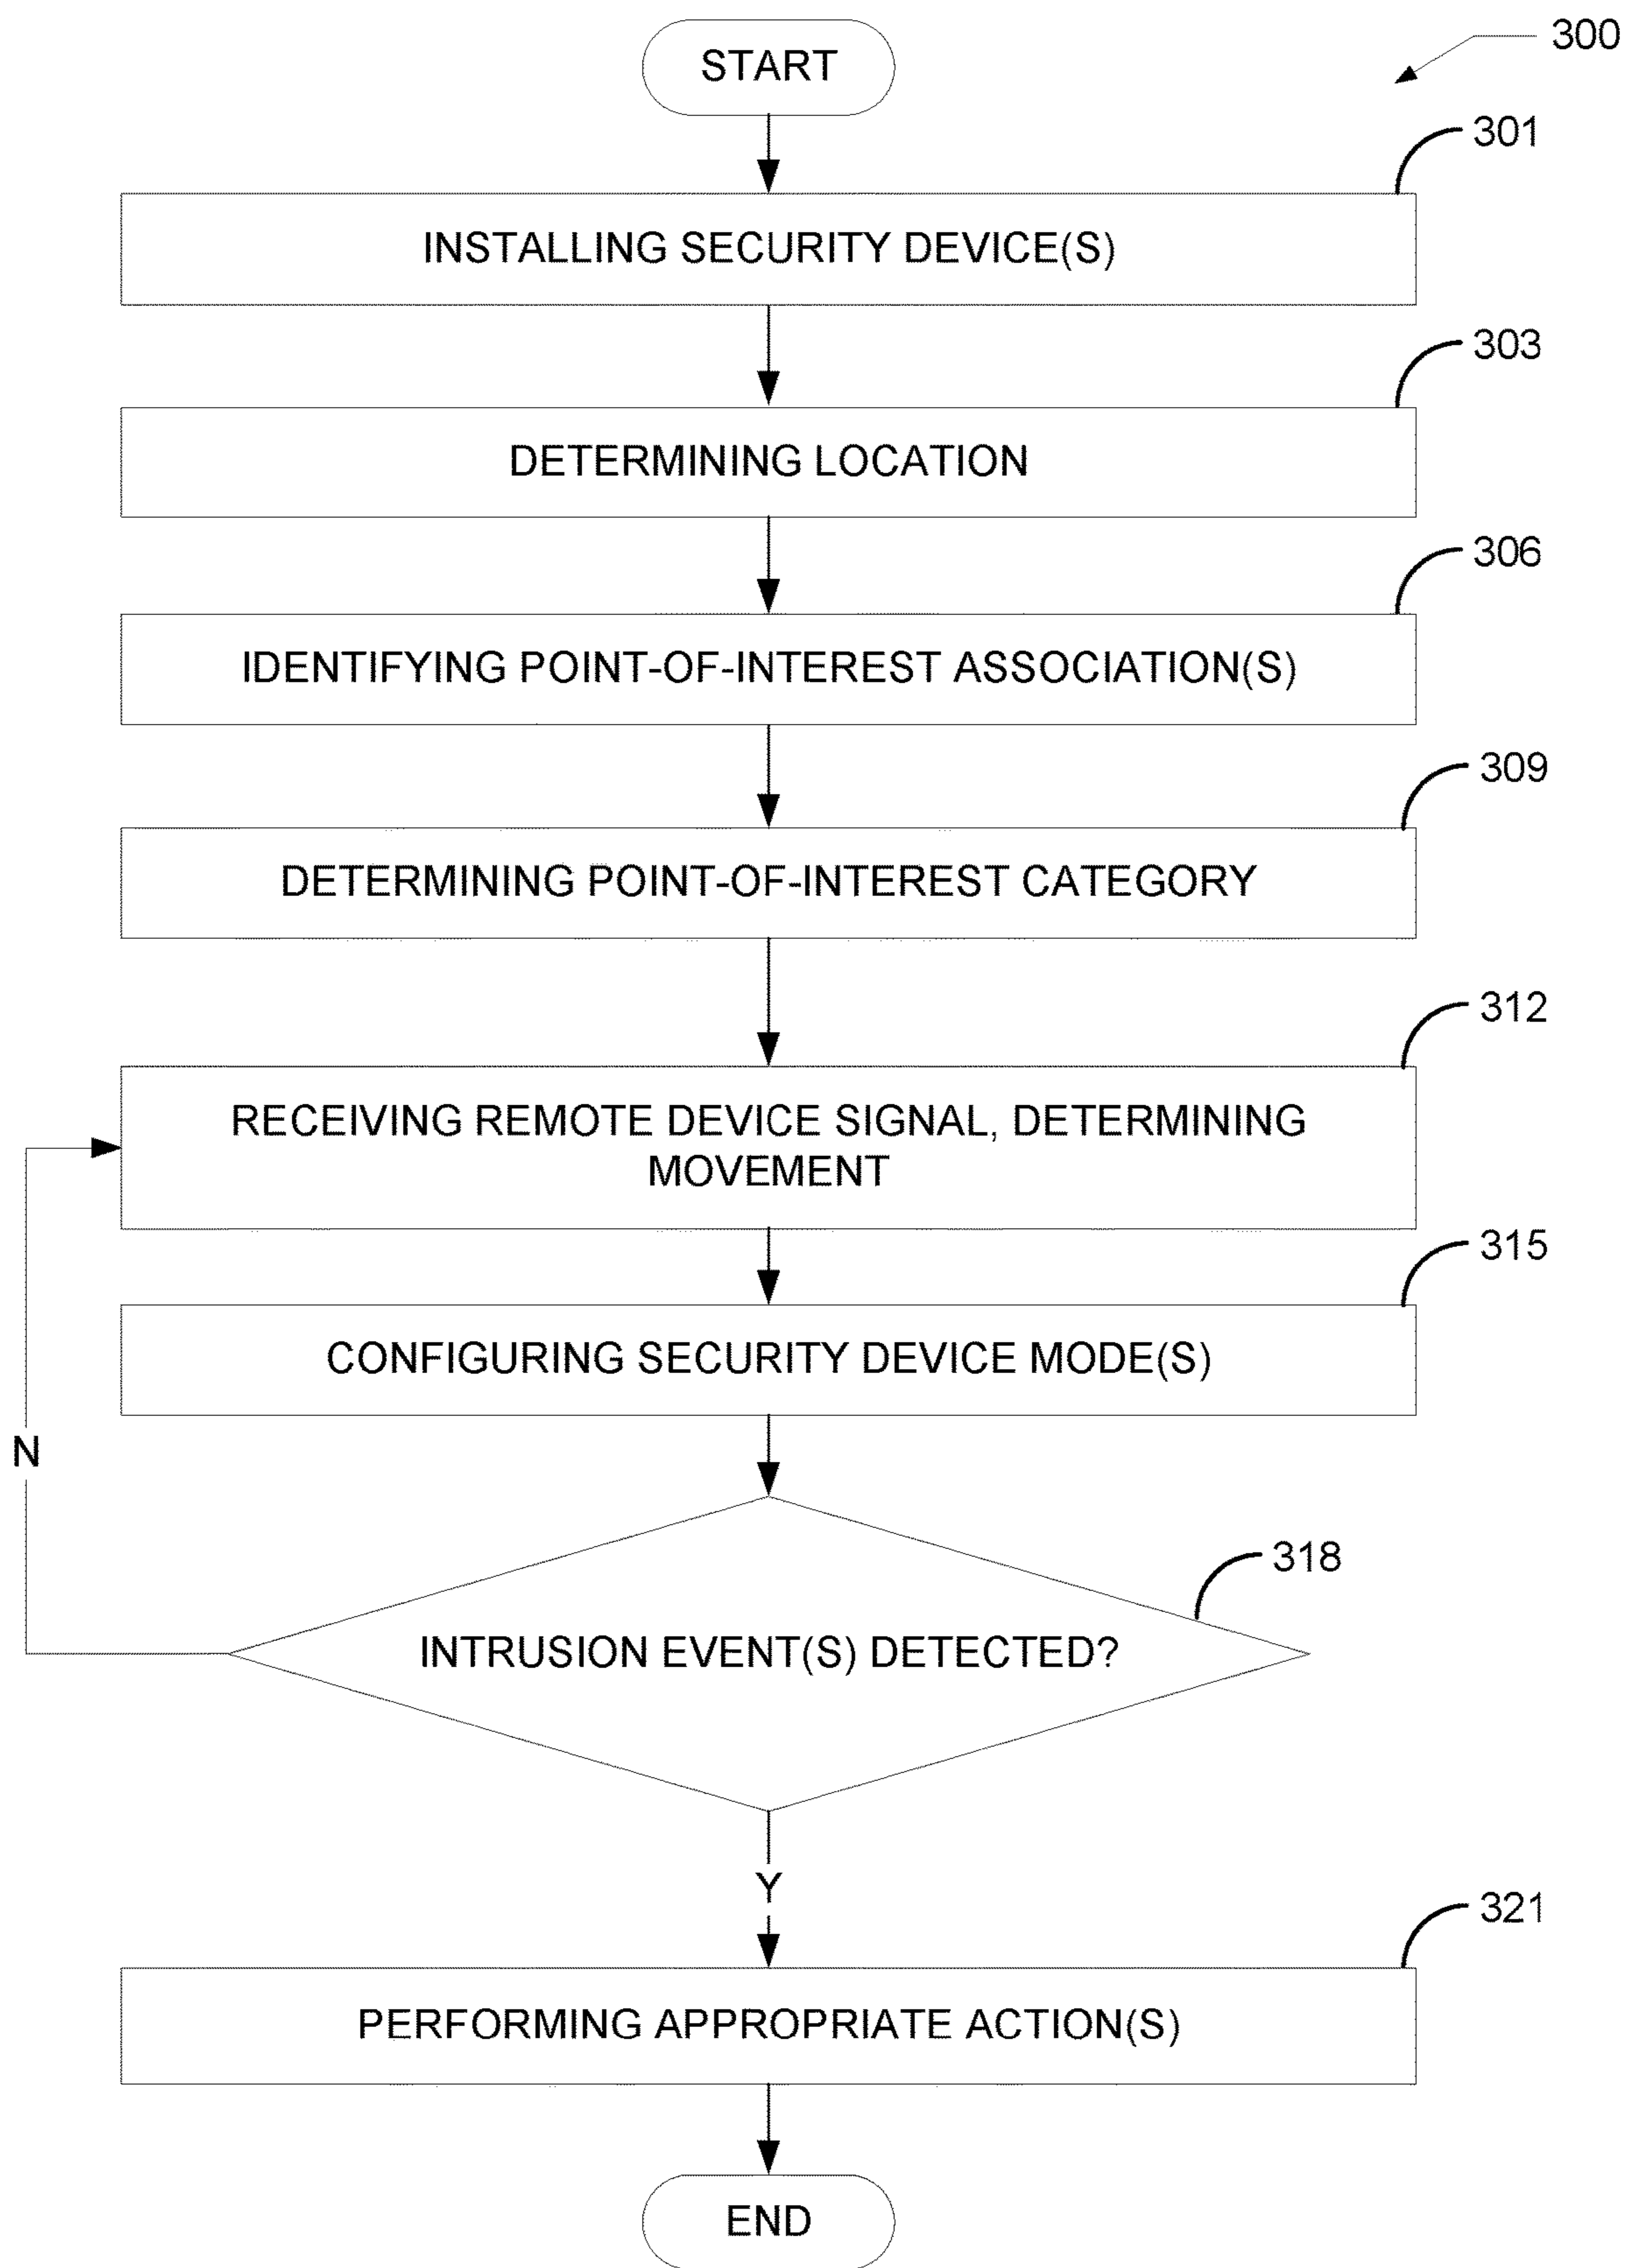 START
300
301
INSTALLING SECURITY DEVICE(S)
303
DETERMINING LOCATION
306
IDENTIFYING POINT-OF-INTEREST ASSOCIATION(S)
309
DETERMINING POINT-OF-INTEREST CATEGORY
312
RECEIVING REMOTE DEVICE SIGNAL, DETERMINING
MOVEMENT
315
CONFIGURING SECURITY DEVICE MODE(S)
N
318
INTRUSION EVENT(S) DETECTED?
Y
321
PERFORMING APPROPRIATE ACTION(S)
END